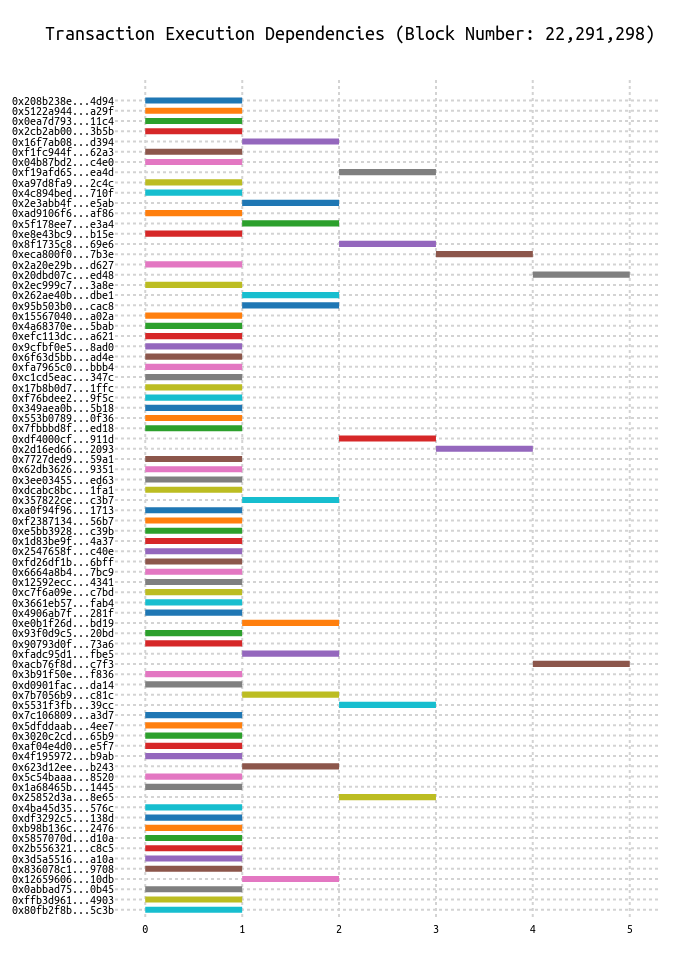 Transaction Execution Dependencies (Block Number: 22,291,298)
0x208b238e...4d94
0x5122a944...a29f
0x0ea7d793...11c4
0x2cb2ab00...3b5b
0x16f7ab08...d394
0xf1fc944f...62a3
0x04b87bd2...c4e0
0xf19afd65...ea4d
0xa97d8fa9...2c4c
0x4c894bed...710f
0x2e3abb4f...e5ab
0xad9106f6...af86
0x5f178ee7...e3a4
0xe8e43bc9...b15e
0x8f1735c8...69e6
0xeca800f0...7b3e
0x2a20e29b...d627
0x20dbd07c...ed48
0x2ec999c7...3a8e
0x262ae40b...dbe1
0x95b503b0...cac8
0x15567040...a02a
0x4a68370e...5bab
0xefc113dc...a621
0x9cfbf0e5...8ad0
0x6f63d5bb...ad4e
0xfa7965c0...bbb4
0xc1cd5eac...347c
0x17b8b0d7...1ffc
0xf76bdee2...9f5c
0x349aea0b...5b18
0x553b0789...0f36
0x7fbbbd8f...ed18
0xdf4000cf...911d
0x2d16ed66...2093
0x7727ded9...59a1
0x62db3626...9351
0x3ee03455...ed63
0xdcabc8bc...1fa1
0x357822ce...c3b7
0xa0f94f96...1713
0xf2387134...56b7
0xe5bb3928...c39b
0x1d83be9f...4a37
0x2547658f...c40e
0xfd26df1b...6bff
0x6664a8b4...7bc9
0x12592ecc...4341
0xc7f6a09e...c7bd
0x3661eb57...fab4
0x4906ab7f...281f
0xe0b1f26d...bd19
0x93f0d9c5...20bd
0x90793d0f...73a6
0xfadc95d1...fbe5
0xacb76f8d...c7f3
0x3b91f50e...f836
0xd0901fac...da14
0x7b7056b9...c81c
0x5531f3fb...39cc
0x7c106809...a3d7
0x5dfddaab...4ee7
0x3020c2cd...65b9
0xaf04e4d0...e5f7
0x4f195972...b9ab
0x623d12ee...b243
0x5c54baaa...8520
0x1a68465b...1445
0x25852d3a...8e65
0x4ba45d35...576c
0xdf3292c5...138d
0xb98b136c...2476
0x5857070d...d10a
0x2b556321...c8c5
0x3d5a5516...a10a
0x836078c1...9708
0x12659606...10db
0x0abbad75...0b45
0xffb3d961...4903
0x80fb2f8b...5c3b
0 1 2 3 4 5